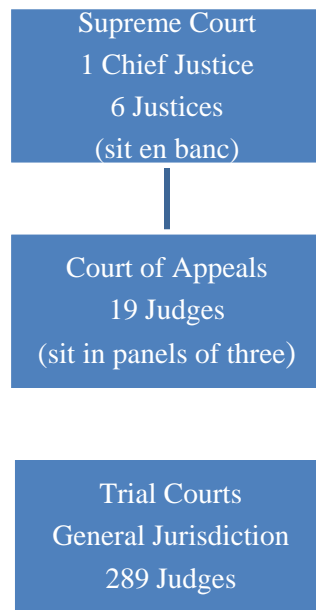 Supreme Court
1 Chief Justice
6 Justices
(sit en banc)
Court of Appeals
19 Judges
(sit in panels of three)
Trial Courts
General Jurisdiction
289 Judges